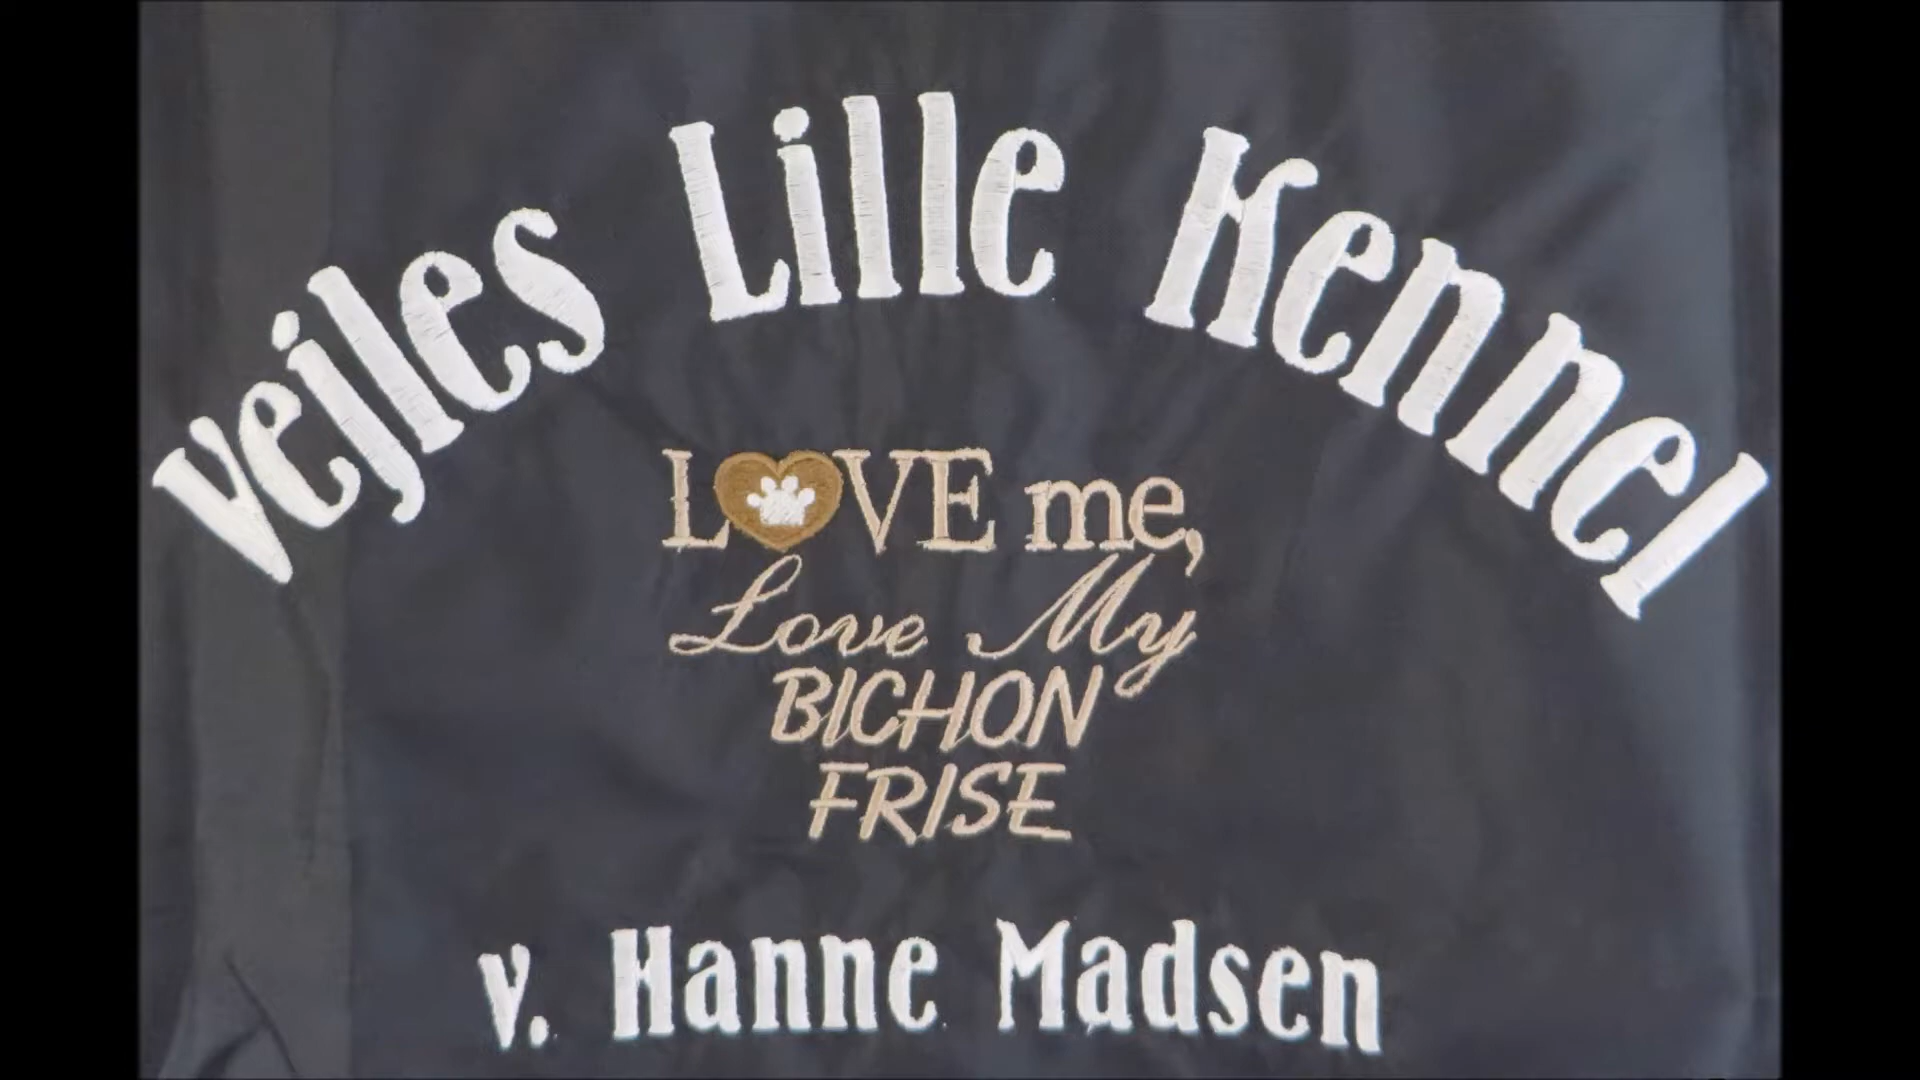 vejles Lille Kennel
LOVE me,
Love My
BICHON
FRISE
v. Hanne Madsen